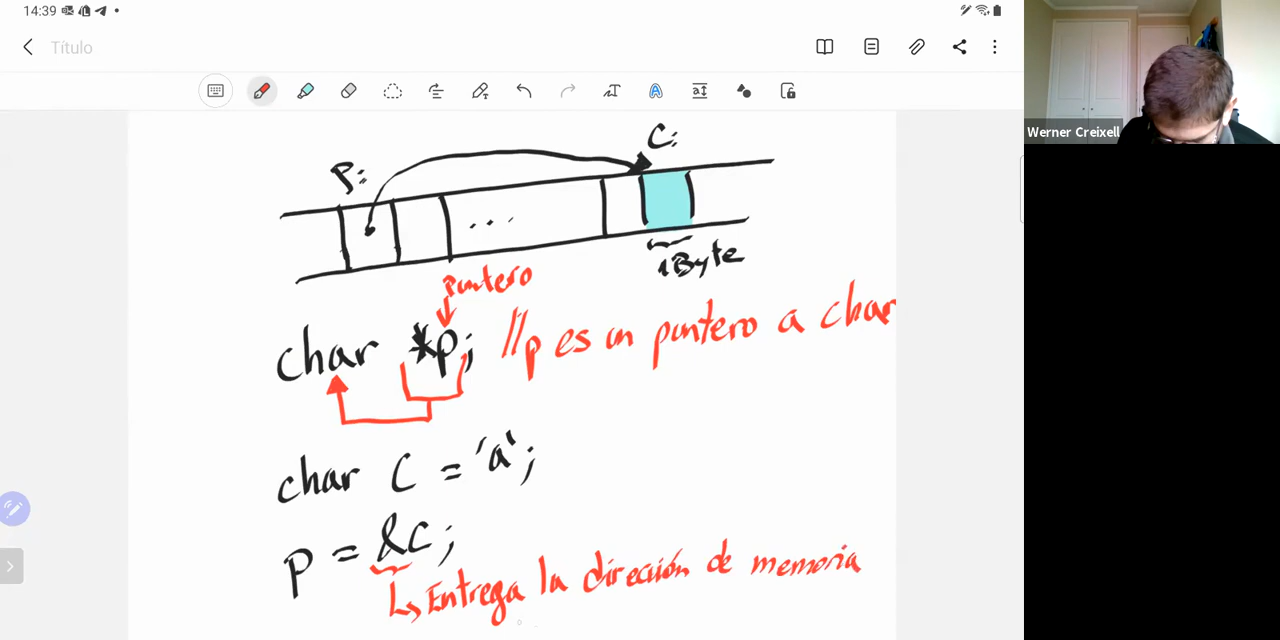 14:39
Título
Werner Creixell
C:
P:
...
1Byte
Puntero
char *p; //p es un puntero a char
char C = 'a';
P = &C;
↳ Entrega la dirección de memoria